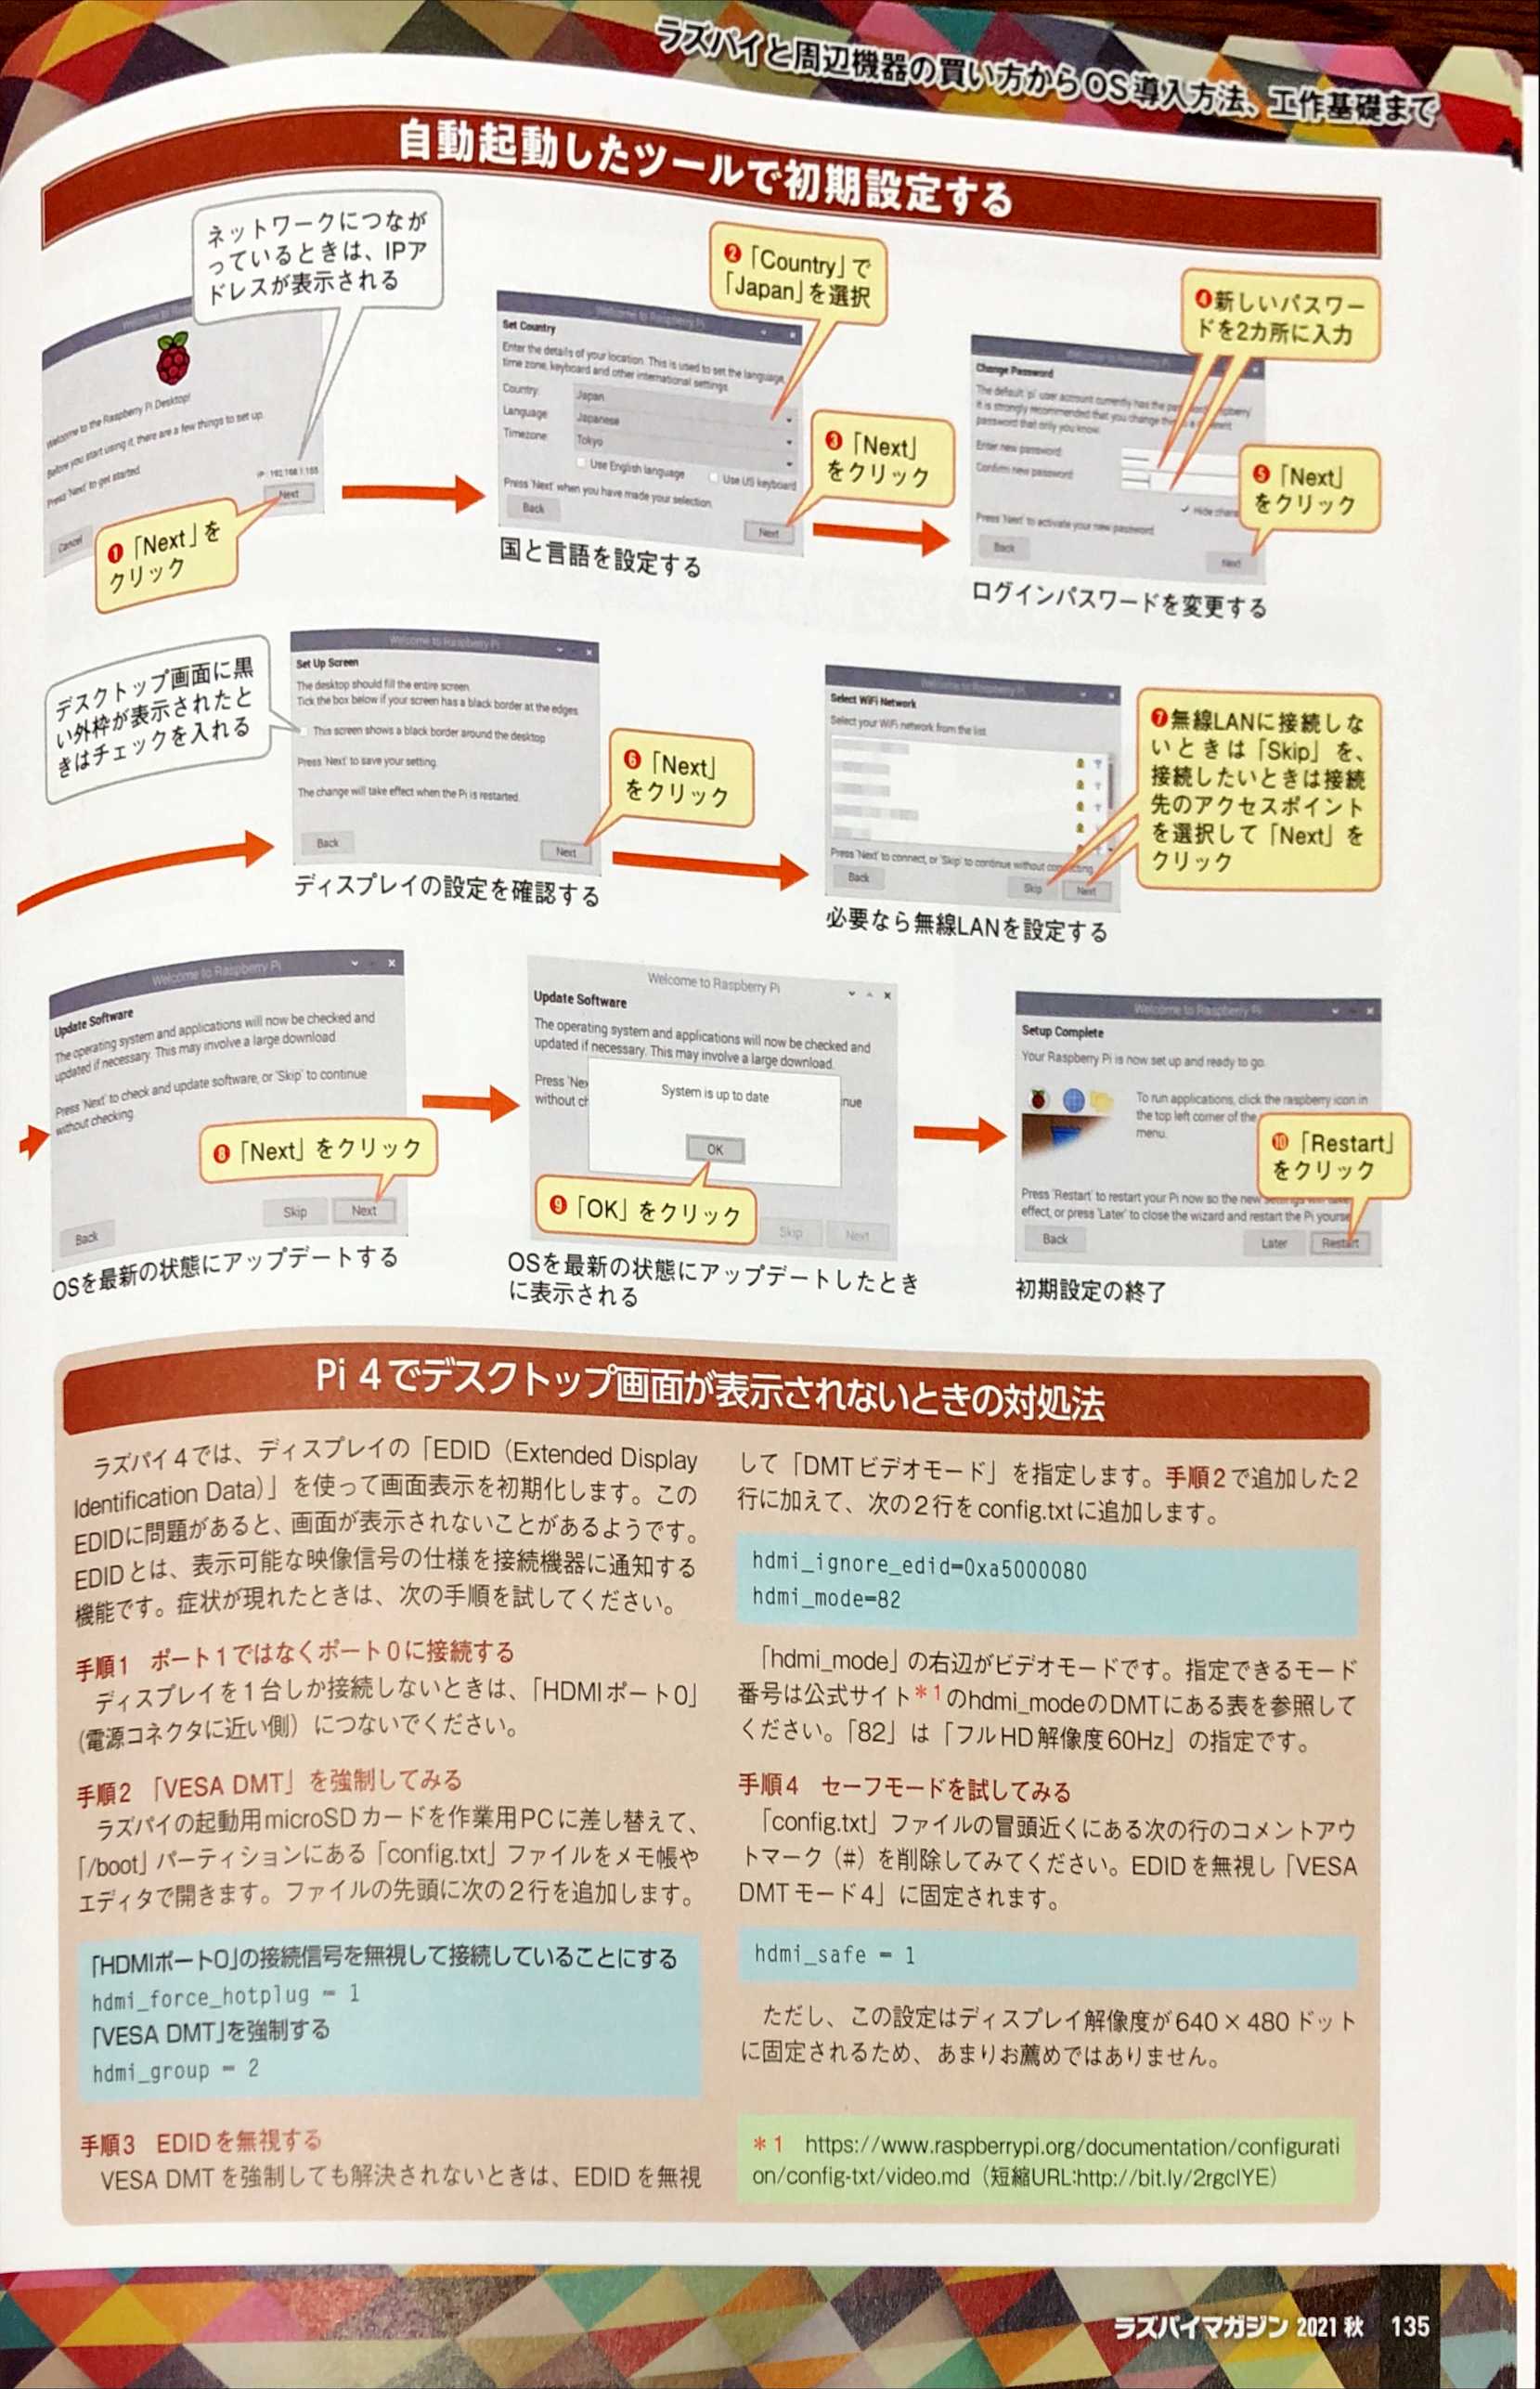 ラズパイと周辺機器の買い方からOS導入方法、工作基礎まで
自動起動したツールで初期設定する
ネットワークにつなが
っているときは、IPア
ドレスが表示される
Welcome to the Raspberry Pi Desktop!
Before you start using it, there are a few things to set up.
Press 'Next' to get started.
IP : 192.168.1.155
Cancel
Next
❶「Next」を
クリック
Welcome to Raspberry Pi
Set Country
Enter the details of your location. This is used to set the language,
time zone, keyboard and other international settings.
Country:
Japan
Language:
Japanese
Timezone:
Tokyo
Use English language
Use US keyboard
Press 'Next' when you have made your selection.
Back
Next
❷「Country」で
「Japan」を選択
❸「Next」
をクリック
国と言語を設定する
Change Password
The default 'pi' user account currently has the
It is strongly recommended that you change
password that only you know.
Enter new password:
Confirm new password:
Hide
Press 'Next' to activate your new password.
Back
Next
❹新しいパスワー
ドを2カ所に入力
❺「Next」
をクリック
ログインパスワードを変更する
デスクトップ画面に黒
い外枠が表示されたと
きはチェックを入れる
Welcome to Raspberry Pi
Set Up Screen
The desktop should fill the entire screen.
Tick the box below if your screen has a black border at the edges.
This screen shows a black border around the desktop
Press 'Next' to save your setting.
The change will take effect when the Pi is restarted.
Back
Next
❻「Next」
をクリック
ディスプレイの設定を確認する
Welcome to Raspberry Pi
Select WiFi Network
Select your WiFi network from the list
Press 'Next' to connect, or 'Skip' to continue without connecting.
Back
Skip
Next
❼無線LANに接続しな
いときは「Skip」を、
接続したいときは接続
先のアクセスポイント
を選択して「Next」を
クリック
必要なら無線LANを設定する
Welcome to Raspberry Pi
Update Software
The operating system and applications will now be checked and
updated if necessary. This may involve a large download.
Press 'Next' to check and update software, or 'Skip' to continue
without checking.
❽「Next」をクリック
Back
Skip
Next
OSを最新の状態にアップデートする
Welcome to Raspberry Pi
Update Software
The operating system and applications will now be checked and
updated if necessary. This may involve a large download.
Press 'Nex
without ch
nue
System is up to date
OK
❾「OK」をクリック
Skip
Next
OSを最新の状態にアップデートしたとき
に表示される
Welcome to Raspberry Pi
Setup Complete
Your Raspberry Pi is now set up and ready to go.
To run applications, click the raspberry icon in
the top left corner of the
menu.
Press 'Restart' to restart your Pi now so the new settings will take
effect, or press 'Later' to close the wizard and restart the Pi yourse
Back
Later
Restart
❿「Restart」
をクリック
初期設定の終了
Pi 4でデスクトップ画面が表示されないときの対処法
ラズパイ4では、ディスプレイの「EDID（Extended Display
Identification Data）」を使って画面表示を初期化します。この
EDIDに問題があると、画面が表示されないことがあるようです。
EDIDとは、表示可能な映像信号の仕様を接続機器に通知する
機能です。症状が現れたときは、次の手順を試してください。
手順1　ポート1ではなくポート0に接続する
ディスプレイを1台しか接続しないときは、「HDMIポート0」
（電源コネクタに近い側）につないでください。
手順2　「VESA DMT」を強制してみる
ラズパイの起動用microSDカードを作業用PCに差し替えて、
「/boot」パーティションにある「config.txt」ファイルをメモ帳や
エディタで開きます。ファイルの先頭に次の2行を追加します。
「HDMIポート0」の接続信号を無視して接続していることにする
hdmi_force_hotplug = 1
「VESA DMT」を強制する
hdmi_group = 2
手順3　EDIDを無視する
VESA DMTを強制しても解決されないときは、EDIDを無視
して「DMTビデオモード」を指定します。手順2で追加した2
行に加えて、次の2行をconfig.txtに追加します。
hdmi_ignore_edid=0xa5000080
hdmi_mode=82
「hdmi_mode」の右辺がビデオモードです。指定できるモード
番号は公式サイト＊1のhdmi_modeのDMTにある表を参照して
ください。「82」は「フルHD解像度60Hz」の指定です。
手順4　セーフモードを試してみる
「config.txt」ファイルの冒頭近くにある次の行のコメントアウ
トマーク（#）を削除してみてください。EDIDを無視し「VESA
DMTモード4」に固定されます。
hdmi_safe = 1
ただし、この設定はディスプレイ解像度が640×480ドット
に固定されるため、あまりお薦めではありません。
＊1　https://www.raspberrypi.org/documentation/configurati
on/config-txt/video.md（短縮URL:http://bit.ly/2rgclYE）
ラズパイマガジン 2021 秋　135